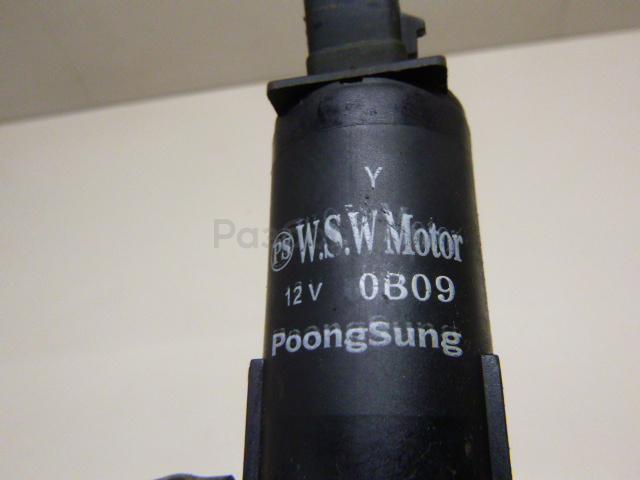 Y
PS W.S.W Motor
12 V 0B09
PoongSung